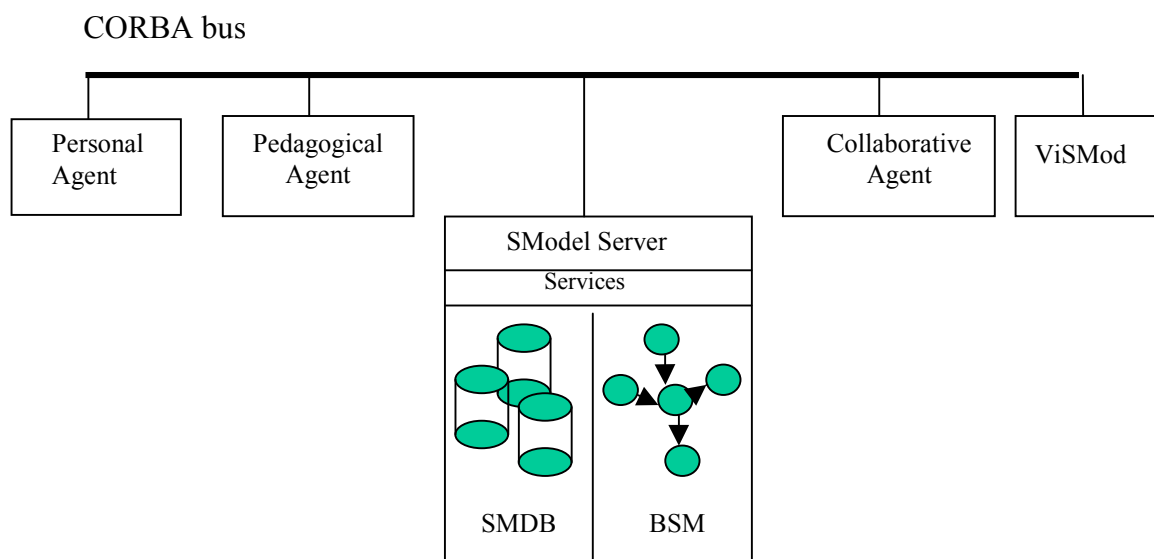 CORBA bus
Personal
Agent
Pedagogical
Agent
Collaborative
Agent
ViSMod
SModel Server
Services
SMDB
BSM